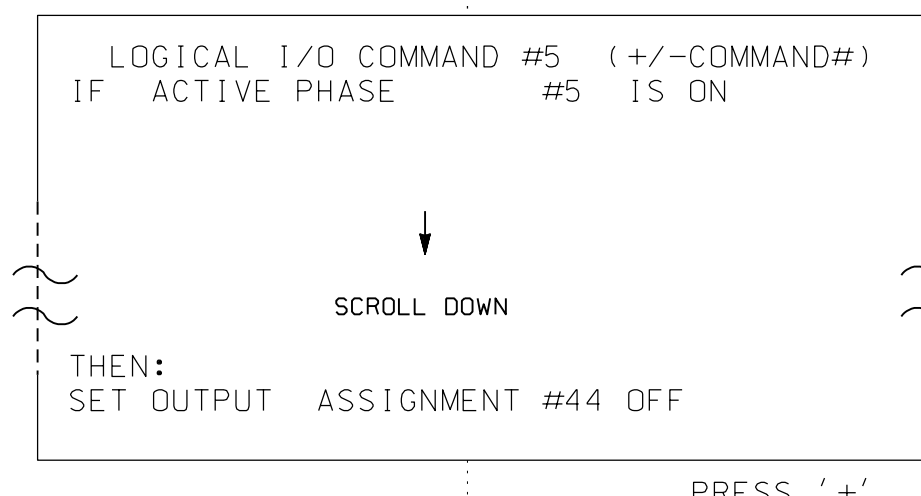 LOGICAL I/O COMMAND #5 (+/-COMMAND#)
IF ACTIVE PHASE #5 IS ON
SCROLL DOWN
THEN:
SET OUTPUT ASSIGNMENT #44 OFF
PRESS '+'